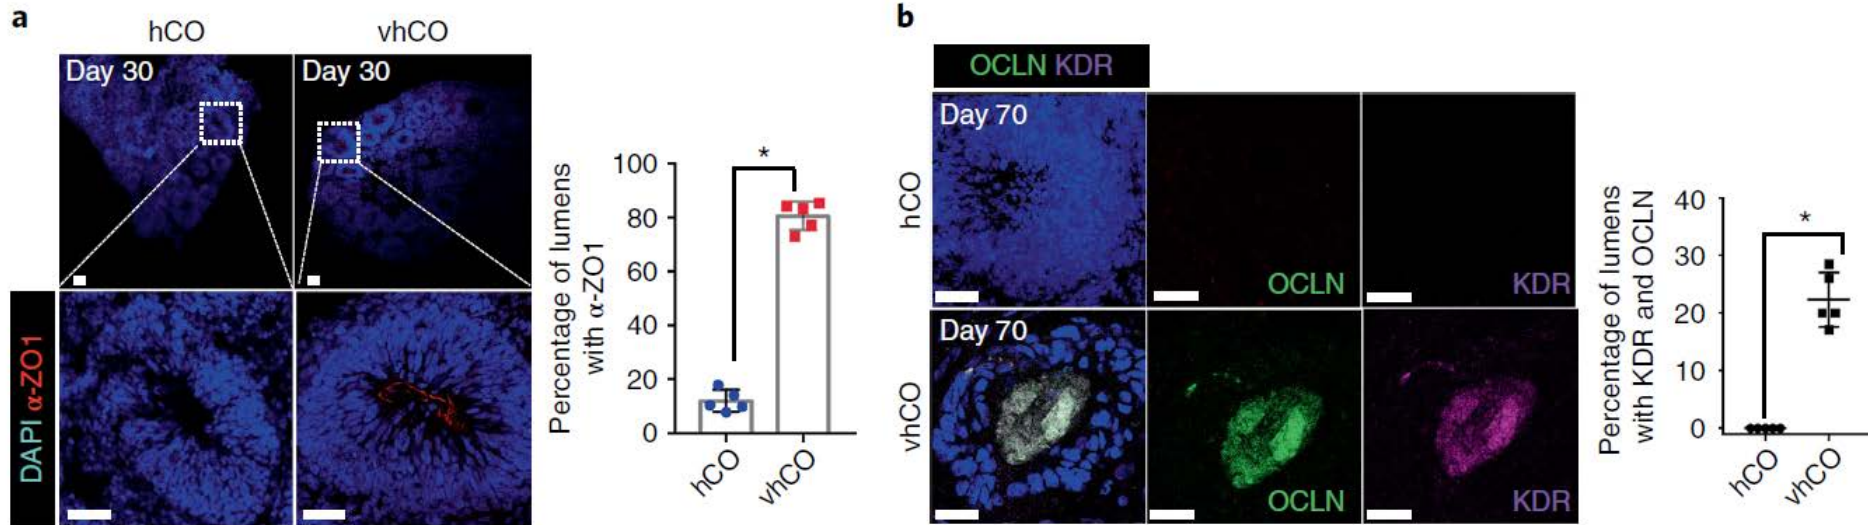 a
hCO
vhCO
Day 30
Day 30
DAPI α-ZO1
Percentage of lumens
with α-ZO1
100
80
60
40
20
0
*
hCO
vhCO
b
OCLN KDR
hCO
Day 70
OCLN
KDR
vhCO
Day 70
OCLN
KDR
Percentage of lumens
with KDR and OCLN
40
30
20
10
0
*
hCO
vhCO